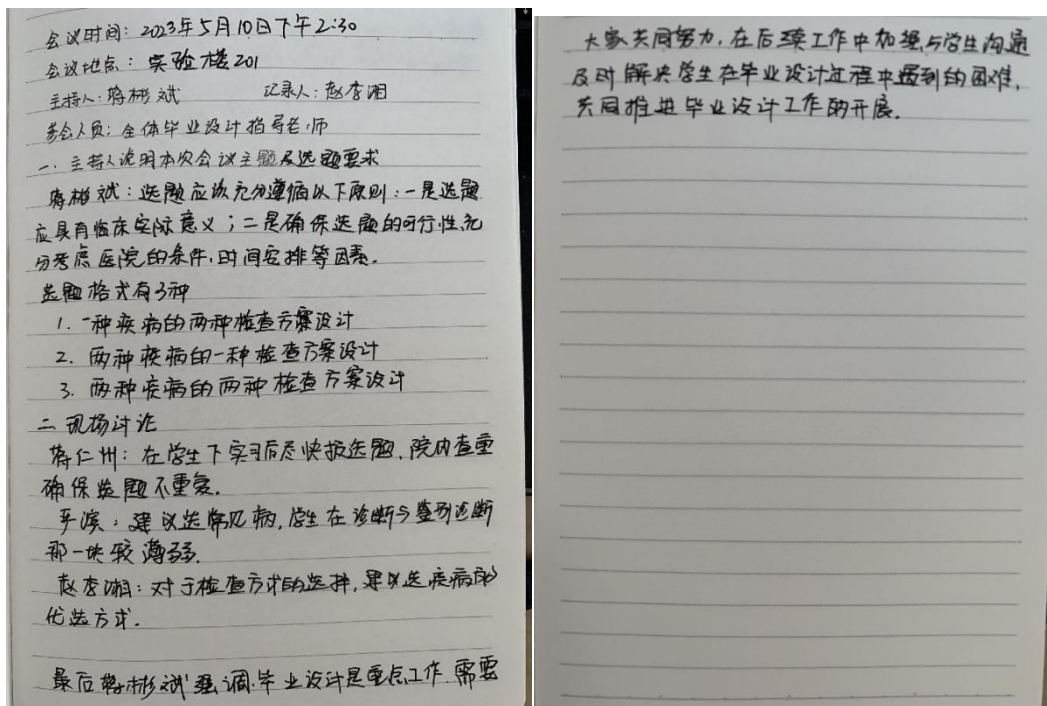 会议时间：2023年5月10日下午2:30
会议地点：实验楼201
主持人：蒋彬斌 记录人：赵李湘
参会人员：全体毕业设计指导老师
一、主持人说明本次会议主题及选题要求
蒋彬斌：选题应该充分遵循以下原则：一是选题
应具有临床实际意义；二是确保选题的可行性，充
分考虑医院的条件，时间安排等因素。
选题格式有3种
1. 一种疾病的两种检查方案设计
2. 两种疾病的一种检查方案设计
3. 两种疾病的两种检查方案设计
二 现场讨论
蒋仁州：在学生下实习后尽快报选题，院内查重
确保选题不重复。
滨：建议选常见病，学生在诊断与鉴别诊断
那一块较薄弱。
赵李湘：对于检查方式的选择，建议选疾病的
优选方式。
最后蒋彬斌强调：毕业设计是重点工作，需要
大家共同努力，在后续工作中加强与学生沟通
及时解决学生在毕业设计过程中遇到的困难，
共同推进毕业设计工作的开展。